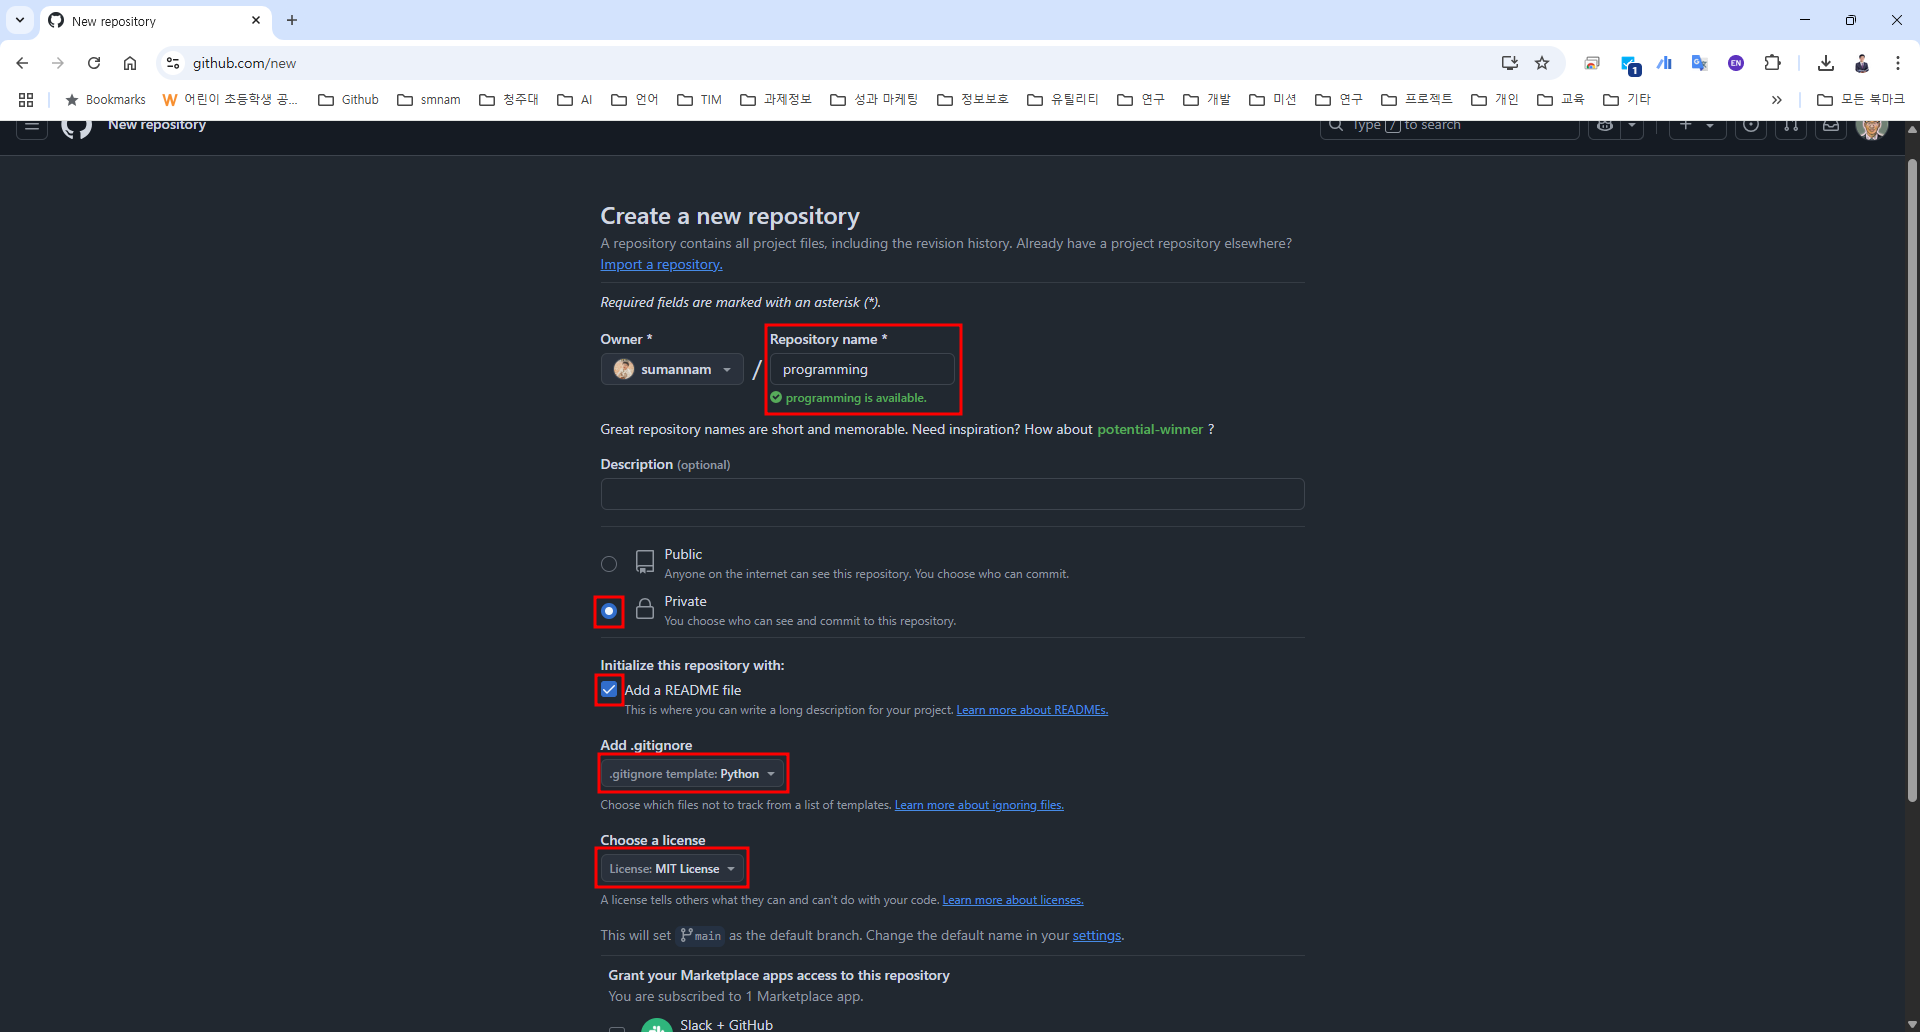 New repository
github.com/new
1
EN
Bookmarks
어린이 초등학생 공...
Github
smnam
청주대
AI
언어
TIM
과제정보
성과 마케팅
정보보호
유틸리티
연구
개발
미션
연구
프로젝트
개인
교육
기타
모든 북마크
New repository
Type / to search
Create a new repository
A repository contains all project files, including the revision history. Already have a project repository elsewhere?
Import a repository.
Required fields are marked with an asterisk (*).
Owner *
Repository name *
sumannam
/
programming
programming is available.
Great repository names are short and memorable. Need inspiration? How about potential-winner ?
Description (optional)
Public
Anyone on the internet can see this repository. You choose who can commit.
Private
You choose who can see and commit to this repository.
Initialize this repository with:
Add a README file
This is where you can write a long description for your project. Learn more about READMEs.
Add .gitignore
.gitignore template: Python
Choose which files not to track from a list of templates. Learn more about ignoring files.
Choose a license
License: MIT License
A license tells others what they can and can't do with your code. Learn more about licenses.
This will set main as the default branch. Change the default name in your settings.
Grant your Marketplace apps access to this repository
You are subscribed to 1 Marketplace app.
Slack + GitHub